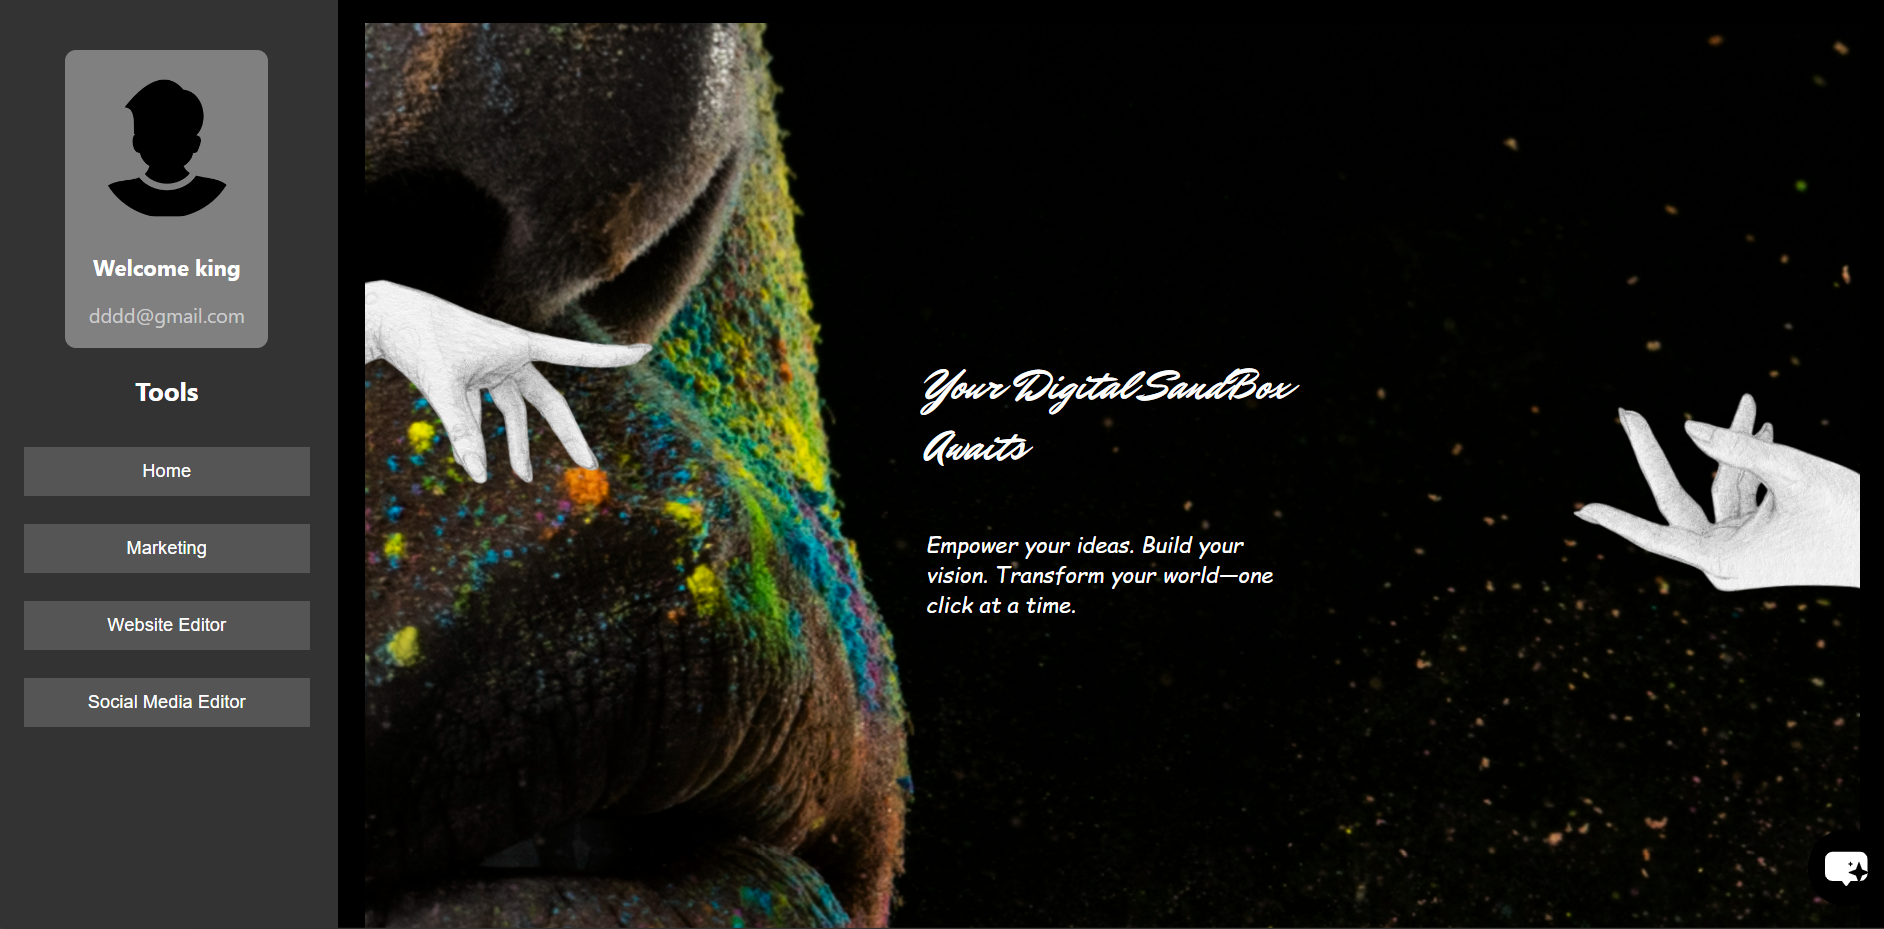 Welcome king
dddd@gmail.com
Tools
Home
Marketing
Website Editor
Social Media Editor
Your Digital SandBox
Awaits
Empower your ideas. Build your
vision. Transform your world—one
click at a time.